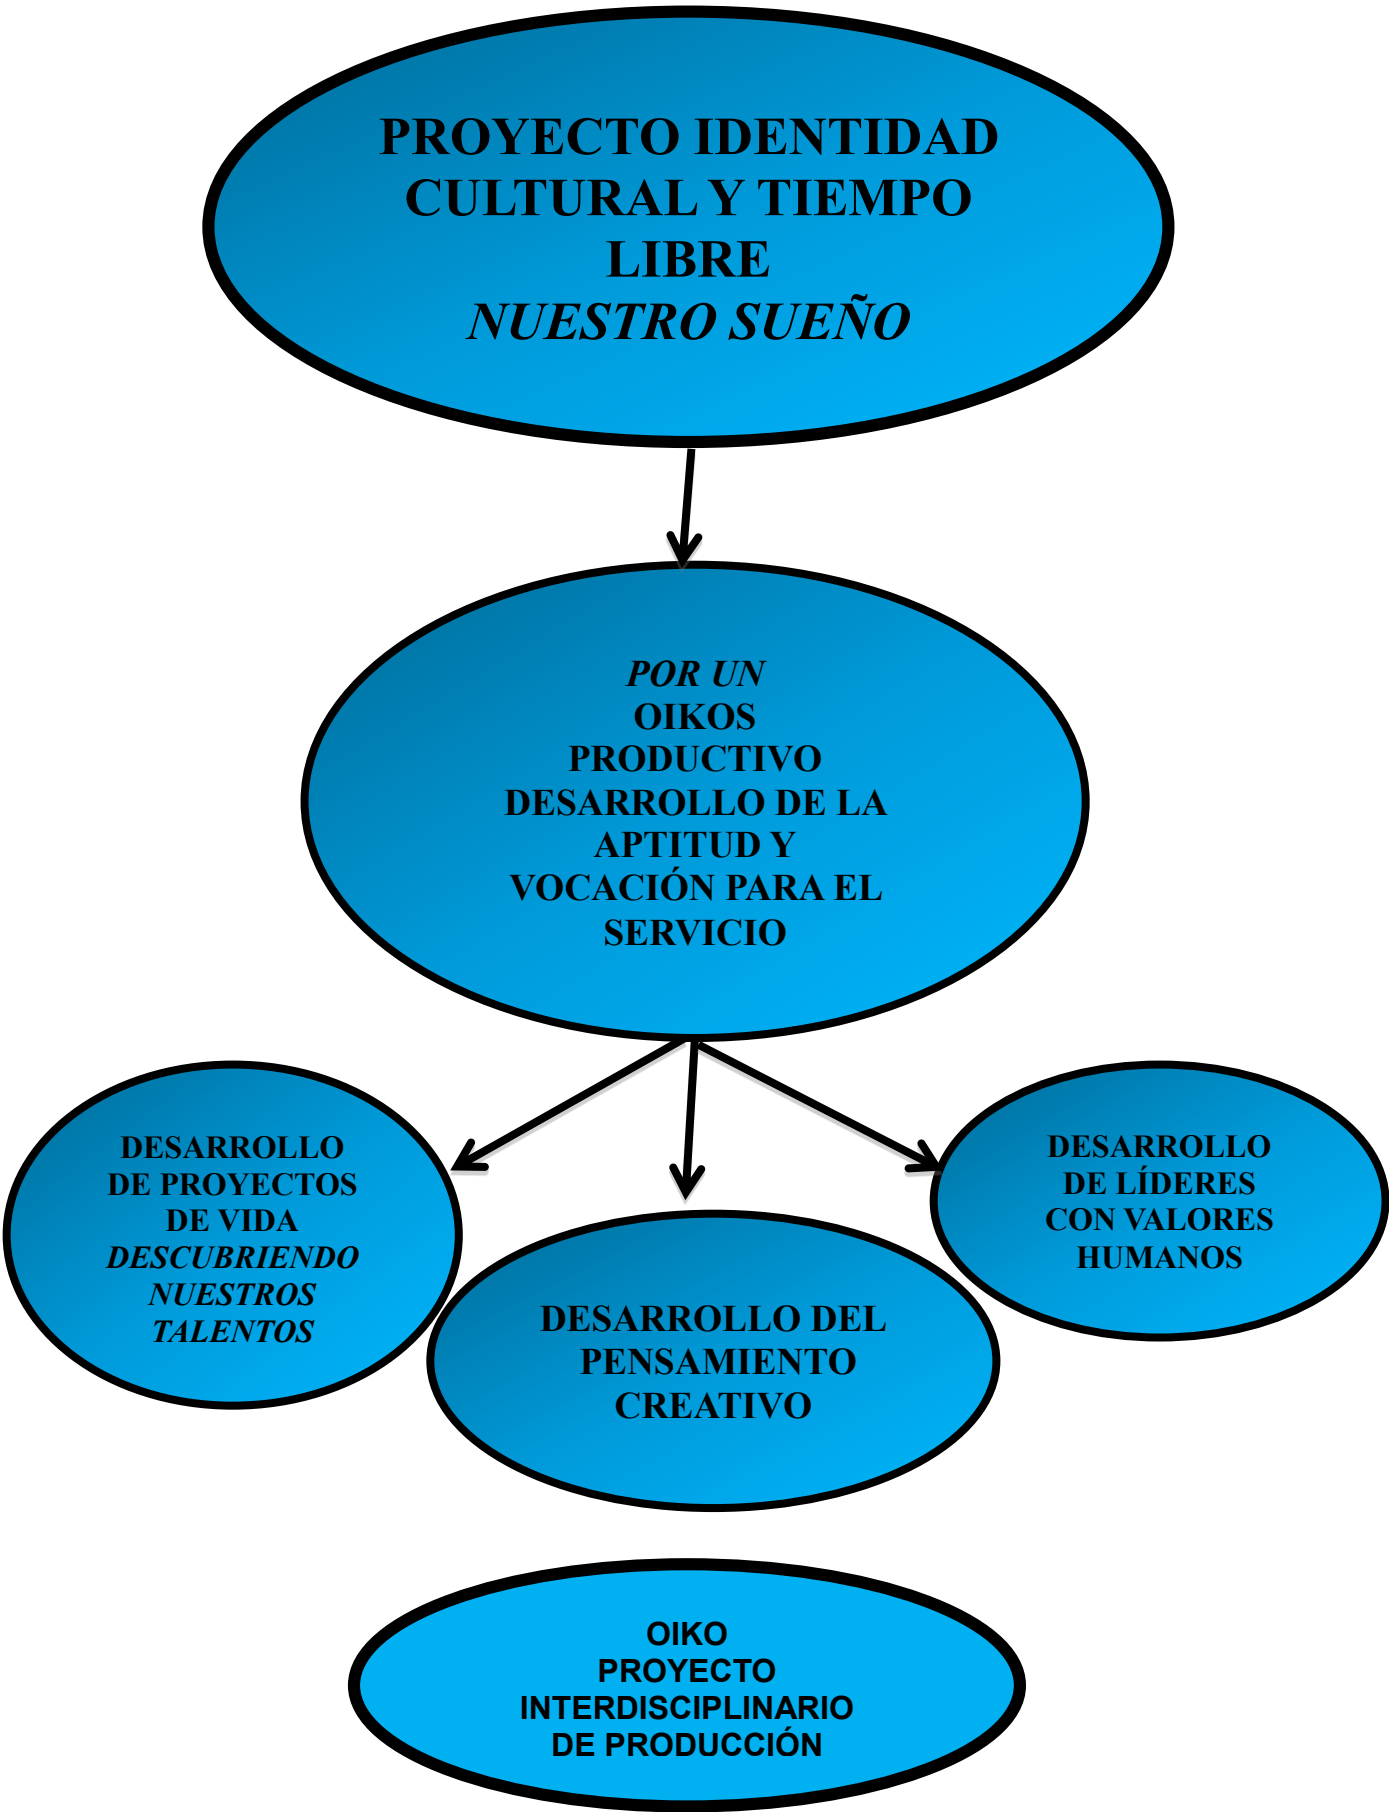 PROYECTO IDENTIDAD
CULTURAL Y TIEMPO
LIBRE
NUESTRO SUEÑO
POR UN
OIKOS
PRODUCTIVO
DESARROLLO DE LA
APTITUD Y
VOCACIÓN PARA EL
SERVICIO
DESARROLLO
DE PROYECTOS
DE VIDA
DESCUBRIENDO
NUESTROS
TALENTOS
DESARROLLO DEL
PENSAMIENTO
CREATIVO
DESARROLLO
DE LÍDERES
CON VALORES
HUMANOS
OIKO
PROYECTO
INTERDISCIPLINARIO
DE PRODUCCIÓN